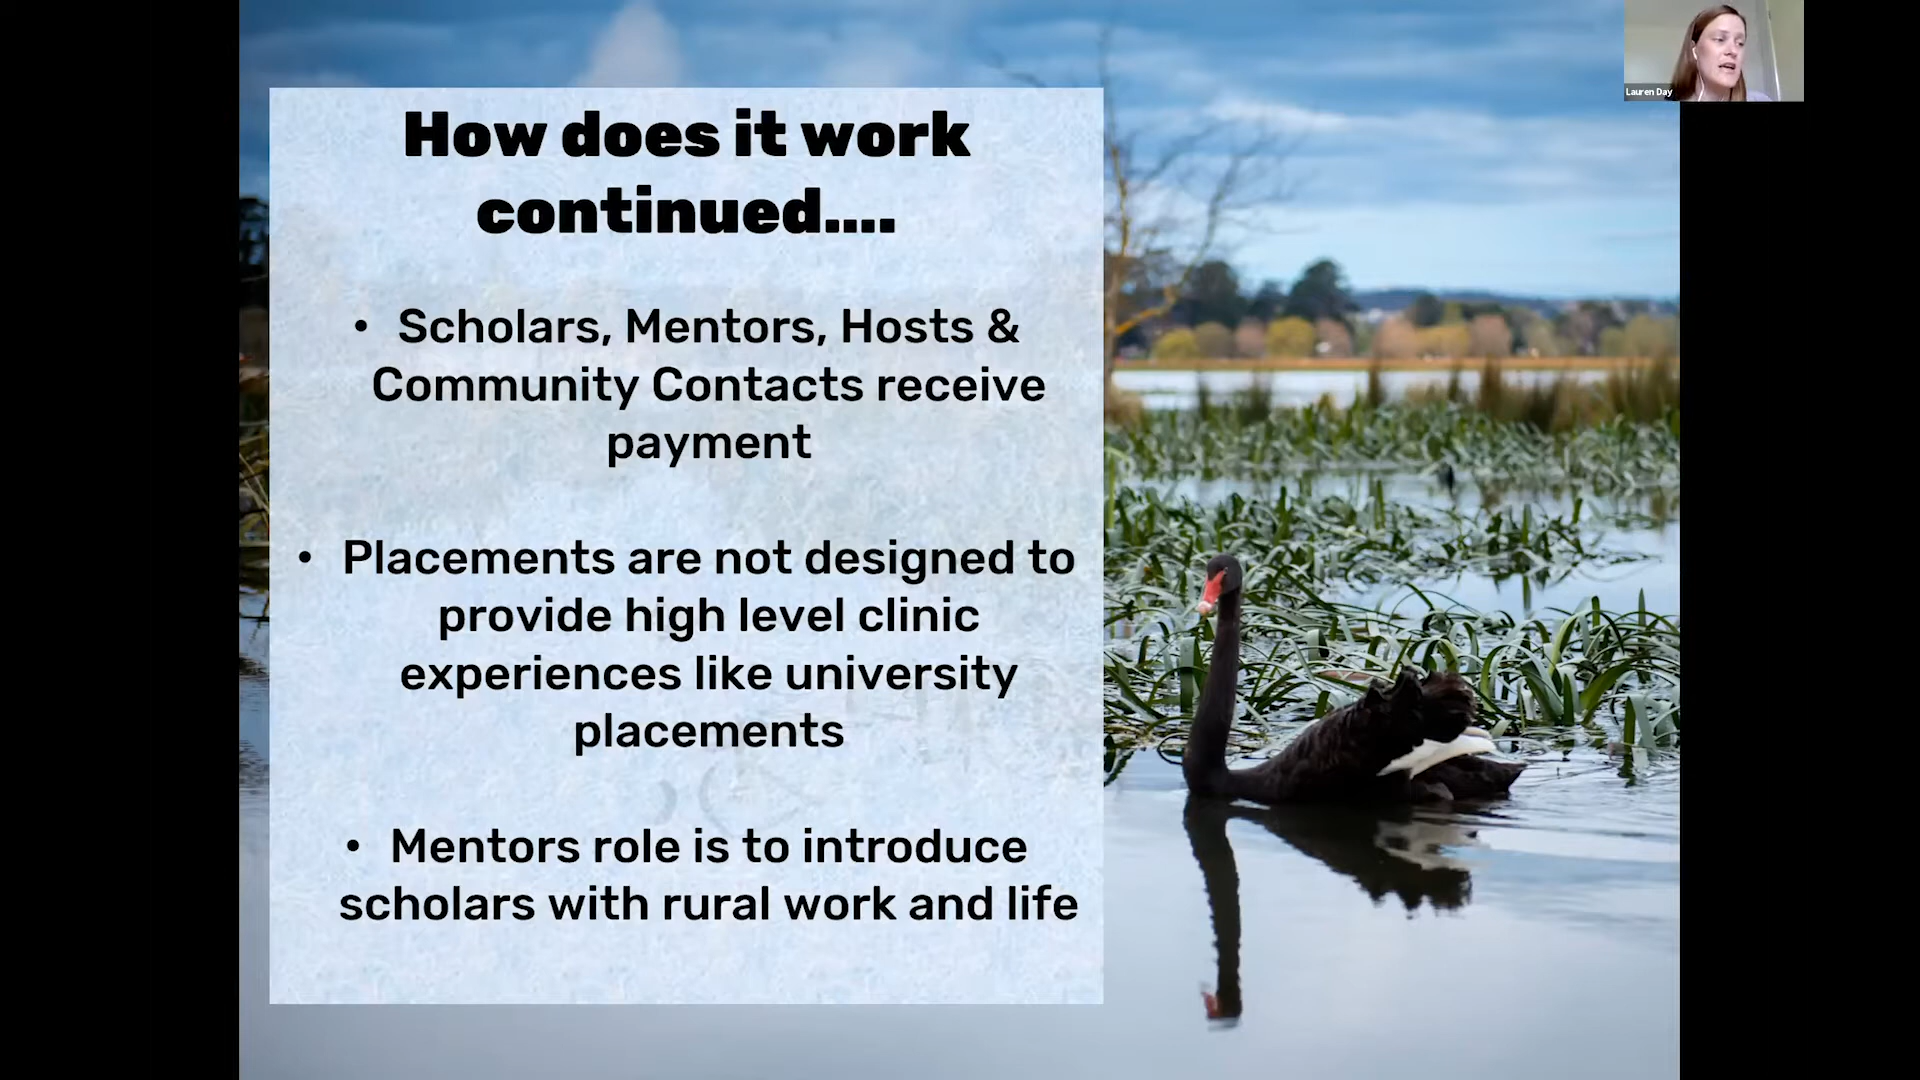 Lauren Day
How does it work
continued....
• Scholars, Mentors, Hosts &
Community Contacts receive
payment
• Placements are not designed to
provide high level clinic
experiences like university
placements
• Mentors role is to introduce
scholars with rural work and life